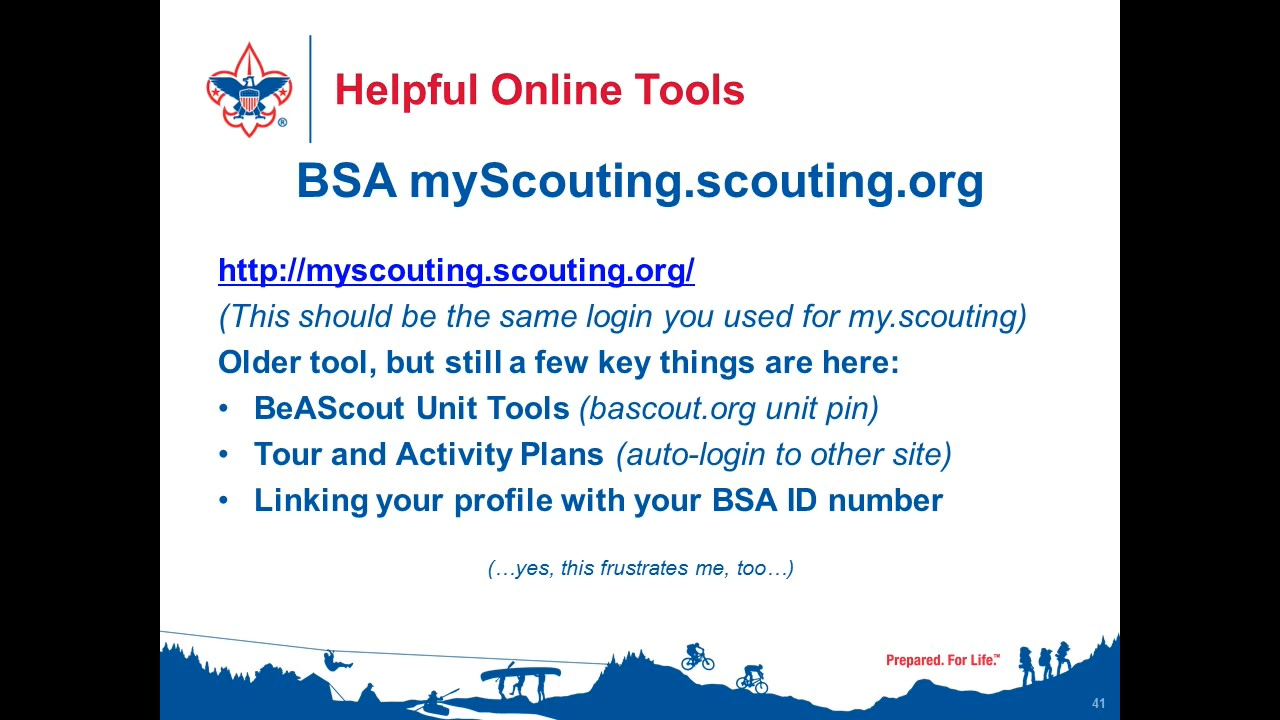 Helpful Online Tools
BSA myScouting.scouting.org
http://myscouting.scouting.org/
(This should be the same login you used for my.scouting)
Older tool, but still a few key things are here:
• BeAScout Unit Tools (bascout.org unit pin)
• Tour and Activity Plans (auto-login to other site)
• Linking your profile with your BSA ID number
(…yes, this frustrates me, too…)
Prepared. For Life.™
41
®